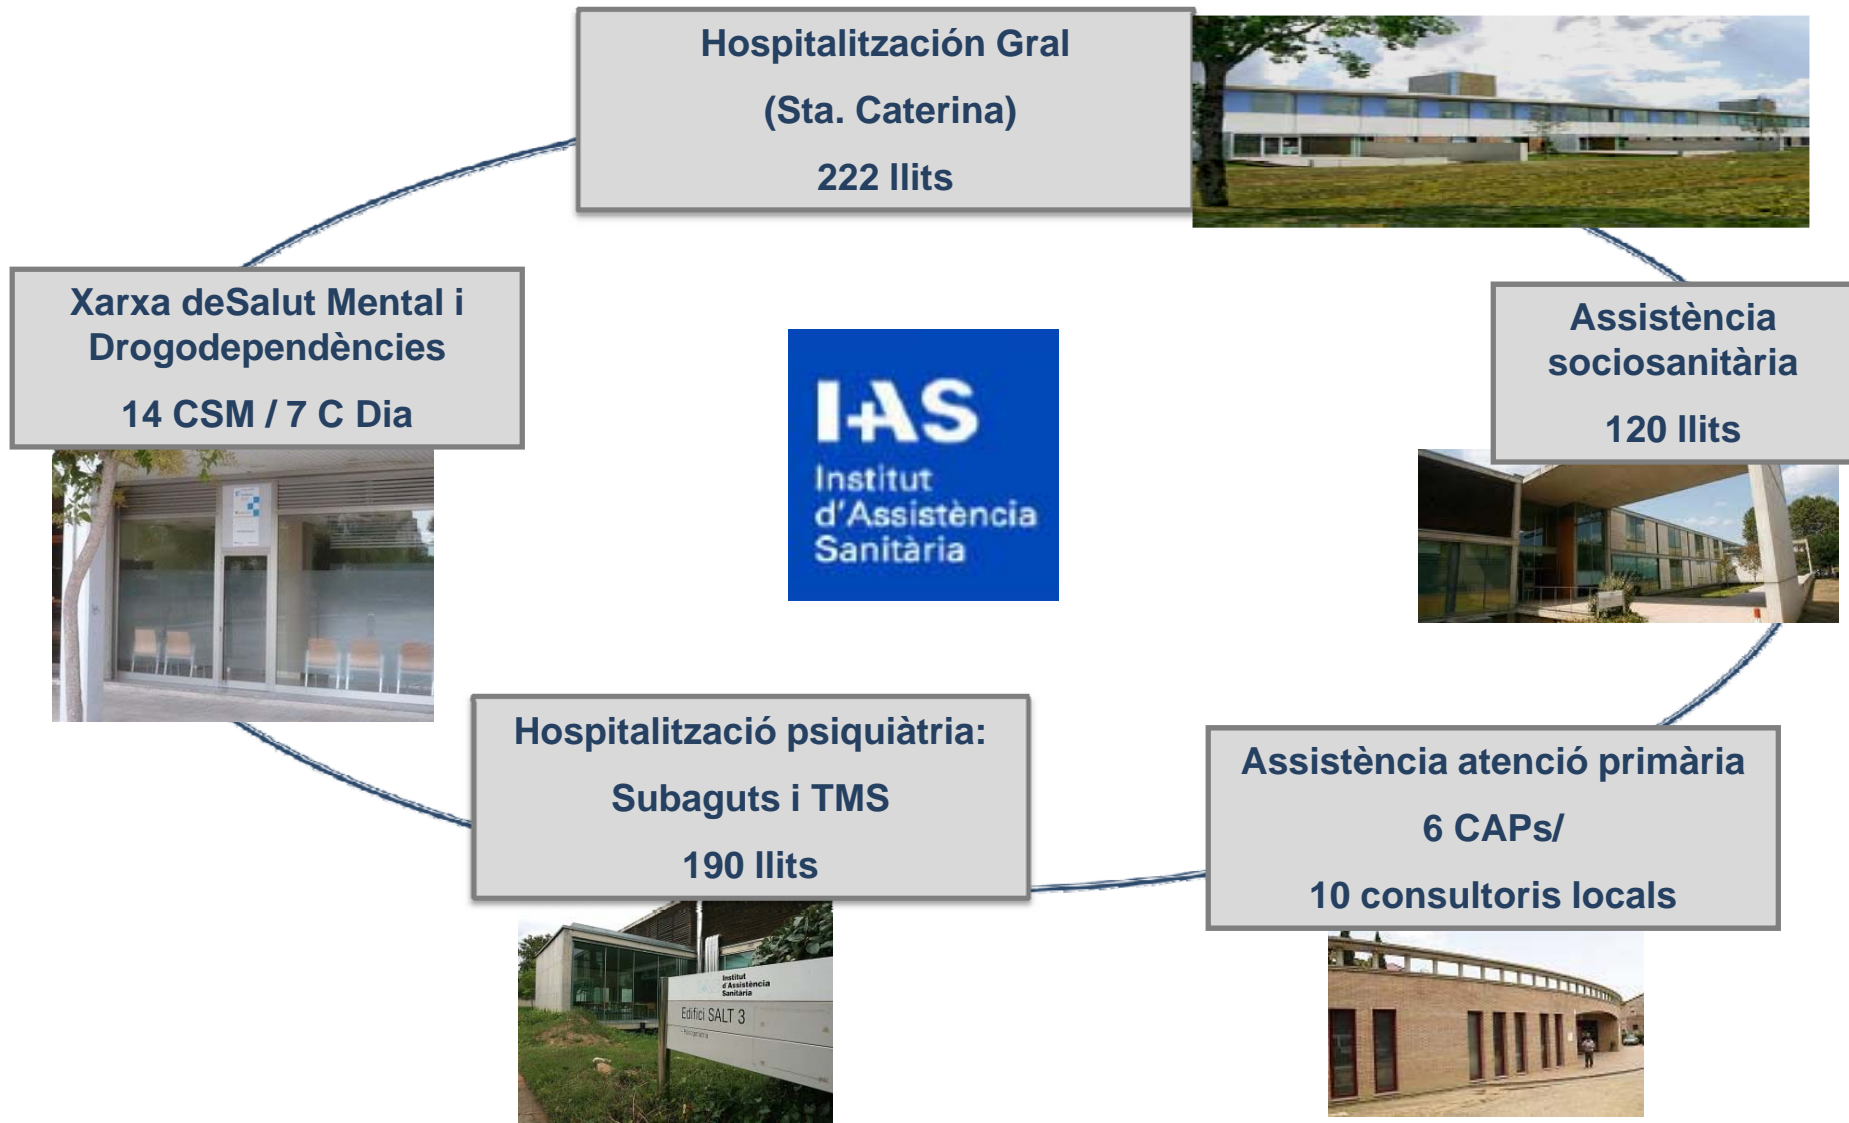 Hospitalitzación Gral
(Sta. Caterina)
222 llits
Xarxa deSalut Mental i
Drogodependències
14 CSM / 7 C Dia
Assistència
sociosanitària
120 llits
I+AS
Institut
d'Assistència
Sanitària
Hospitalització psiquiàtria:
Subaguts i TMS
190 llits
Assistència atenció primària
6 CAPs/
10 consultoris locals
Institut
d'Assistència
Sanitària
Edifici SALT 3